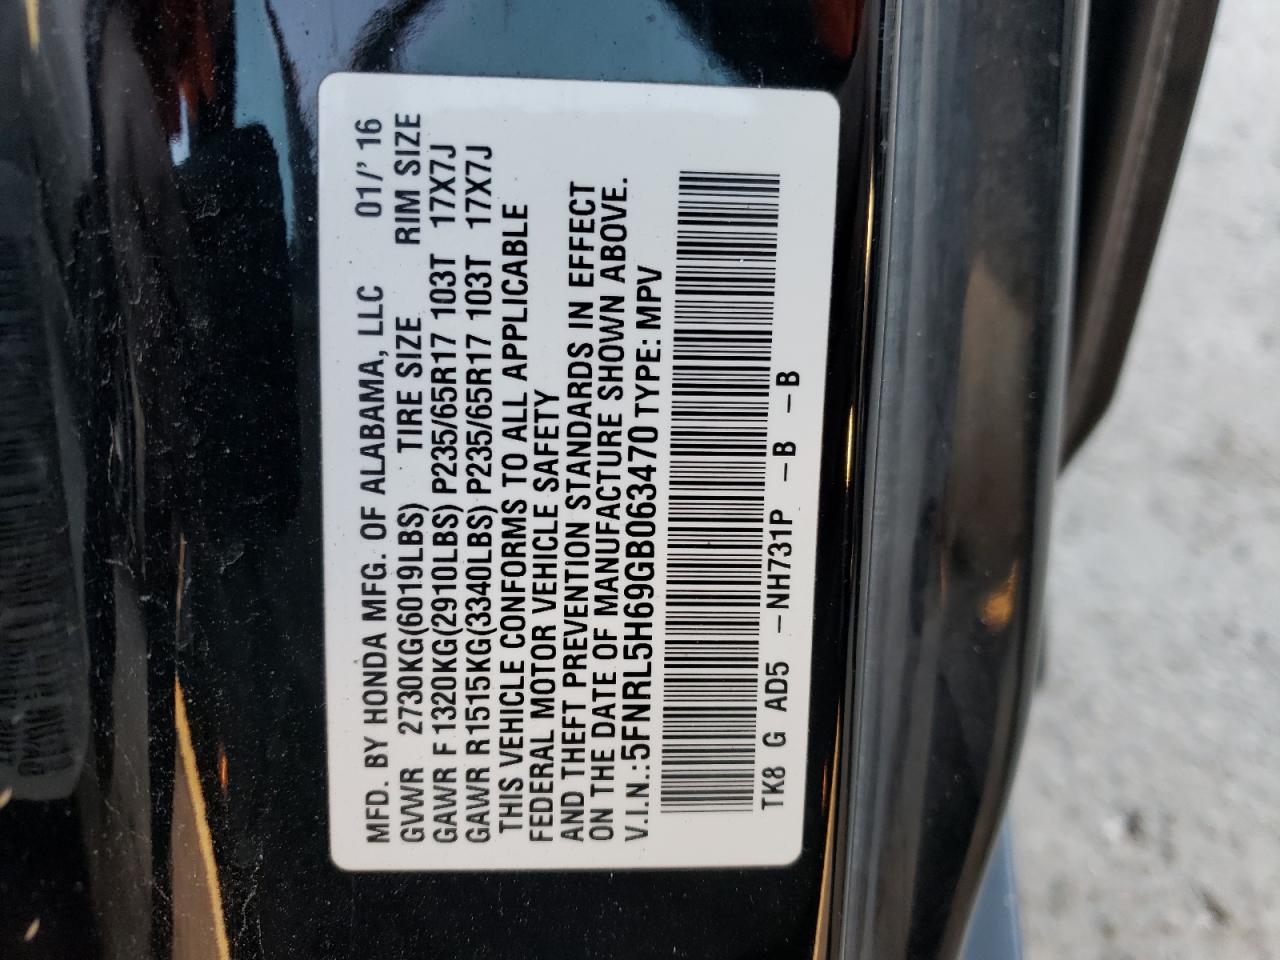 MFD. BY HONDA MFG. OF ALABAMA, LLC 01/' 16
GVWR 2730KG(6019LBS) TIRE SIZE RIM SIZE
GAWR F 1320KG(2910LBS) P235/65R17 103T 17X7J
GAWR R 1515KG(3340LBS) P235/65R17 103T 17X7J
THIS VEHICLE CONFORMS TO ALL APPLICABLE
FEDERAL MOTOR VEHICLE SAFETY
AND THEFT PREVENTION STANDARDS IN EFFECT
ON THE DATE OF MANUFACTURE SHOWN ABOVE.
V.I.N.:5FNRL5H69GB063470 TYPE: MPV
TK8 G AD5 -NH731P -B -B